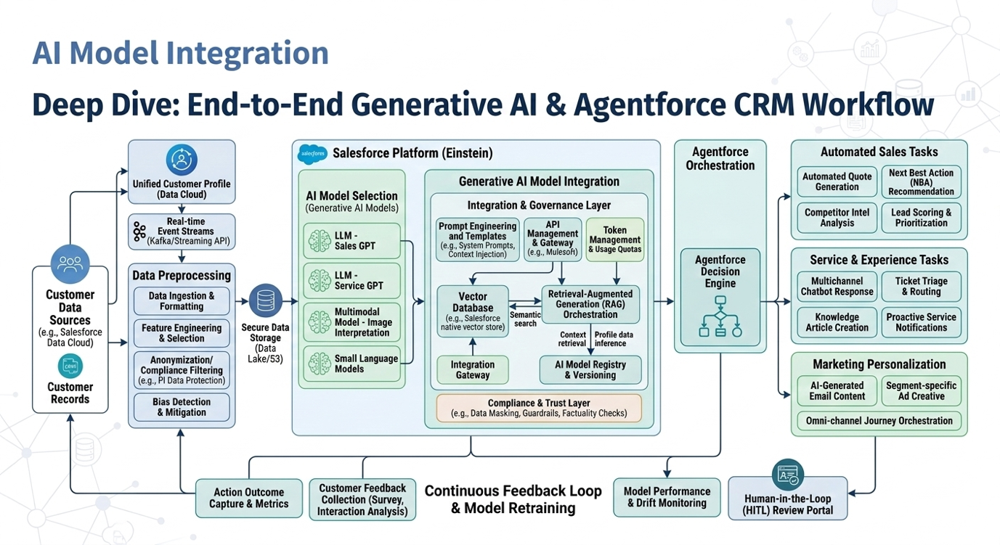 AI Model Integration
Deep Dive: End-to-End Generative AI & Agentforce CRM Workflow
Customer
Data
Sources
(e.g., Salesforce
Data Cloud)
CRM
Customer
Records
Unified Customer Profile
(Data Cloud)
Real-time
Event Streams
(Kafka/Streaming API)
Data Preprocessing
Data Ingestion &
Formatting
Feature Engineering
& Selection
Anonymization/
Compliance Filtering
(e.g., PI Data Protection)
Bias Detection
& Mitigation
Secure Data
Storage
(Data
Lake/53)
Salesforce Platform (Einstein)
AI Model Selection
(Generative AI Models)
LLM -
Sales GPT
LLM -
Service GPT
Multimodal
Model - Image
Interpretation
Small Language
Models
Generative AI Model Integration
Integration & Governance Layer
Prompt Engineering
and Templates
(e.g., System Prompts,
Context Injection)
API
Management
& Gateway
(e.g., Mulesoft)
Token
Management
& Usage Quotas
Vector
Database
(e.g., Salesforce
native vector store)
Semantic
search
Retrieval-Augmented
Generation (RAG)
Orchestration
Context
retrieval
Profile data
inference
Integration
Gateway
AI Model Registry
& Versioning
Compliance & Trust Layer
(e.g., Data Masking, Guardrails, Factuality Checks)
Agentforce
Orchestration
Agentforce
Decision
Engine
Automated Sales Tasks
Automated Quote
Generation
Next Best Action
(NBA)
Recommendation
Competitor Intel
Analysis
Lead Scoring &
Prioritization
Service & Experience Tasks
Multichannel
Chatbot Response
Ticket Triage
& Routing
Knowledge
Article Creation
Proactive Service
Notifications
Marketing Personalization
AI-Generated
Email Content
Segment-specific
Ad Creative
Omni-channel Journey Orchestration
Action Outcome
Capture & Metrics
Customer Feedback
Collection (Survey,
Interaction Analysis)
Continuous Feedback Loop
& Model Retraining
Model Performance
& Drift Monitoring
Human-in-the-Loop
(HITL) Review Portal